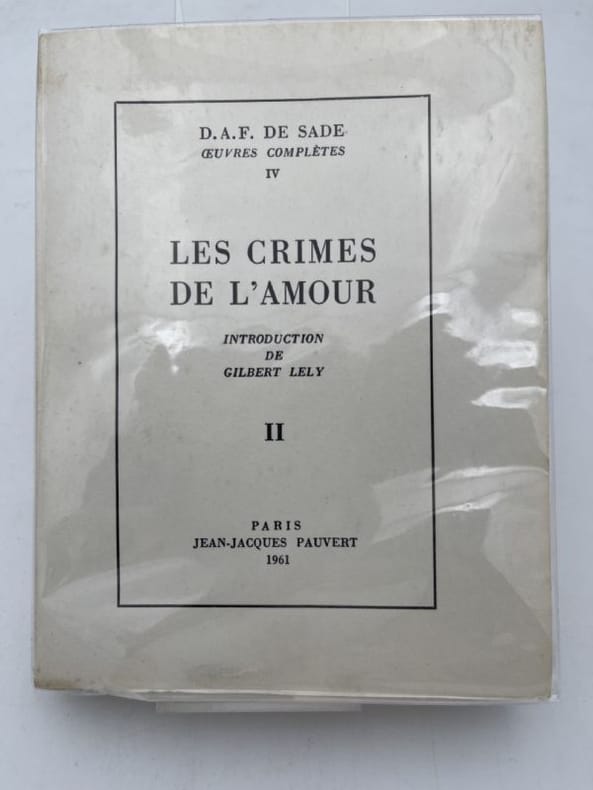 D.A.F. DE SADE
ŒUVRES COMPLÈTES
IV
LES CRIMES
DE L'AMOUR
INTRODUCTION
DE
GILBERT LELY
II
PARIS
JEAN-JACQUES PAUVERT
1961